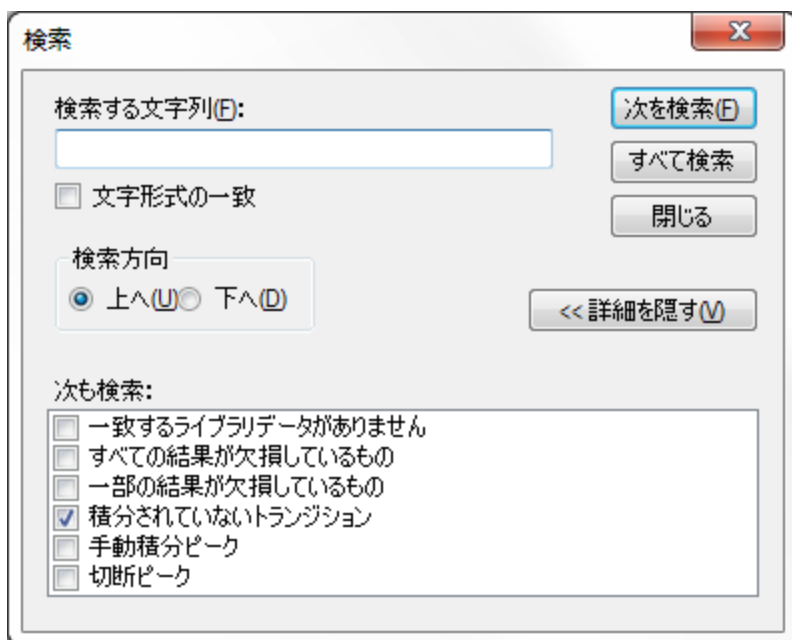 検索
検索する文字列(F):
次を検索(F)
すべて検索
文字形式の一致
閉じる
検索方向
上へ(U) 下へ(D)
<< 詳細を隠す(V)
次も検索:
一致するライブラリデータがありません
すべての結果が欠損しているもの
一部の結果が欠損しているもの
積分されていないトランジション
手動積分ピーク
切断ピーク